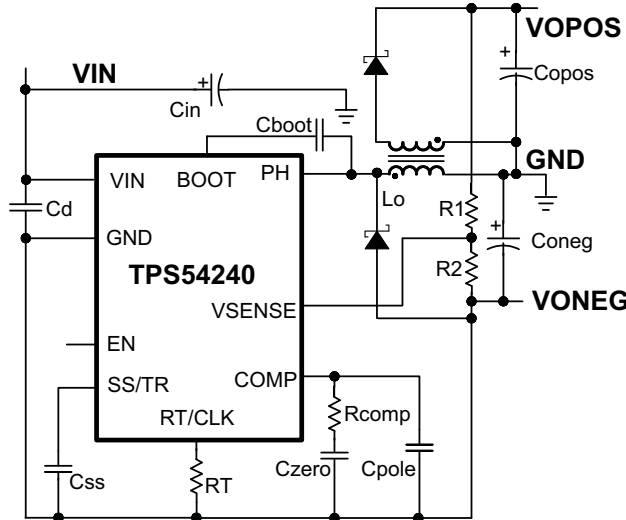 VOPOS
VIN
Copos
Cin
Cboot
GND
VIN
BOOT
PH
Lo
R1
Cd
GND
Coneg
TPS54240
R2
VSENSE
VONEG
EN
SS/TR
COMP
RT/CLK
Rcomp
Css
RT
Czero
Cpole